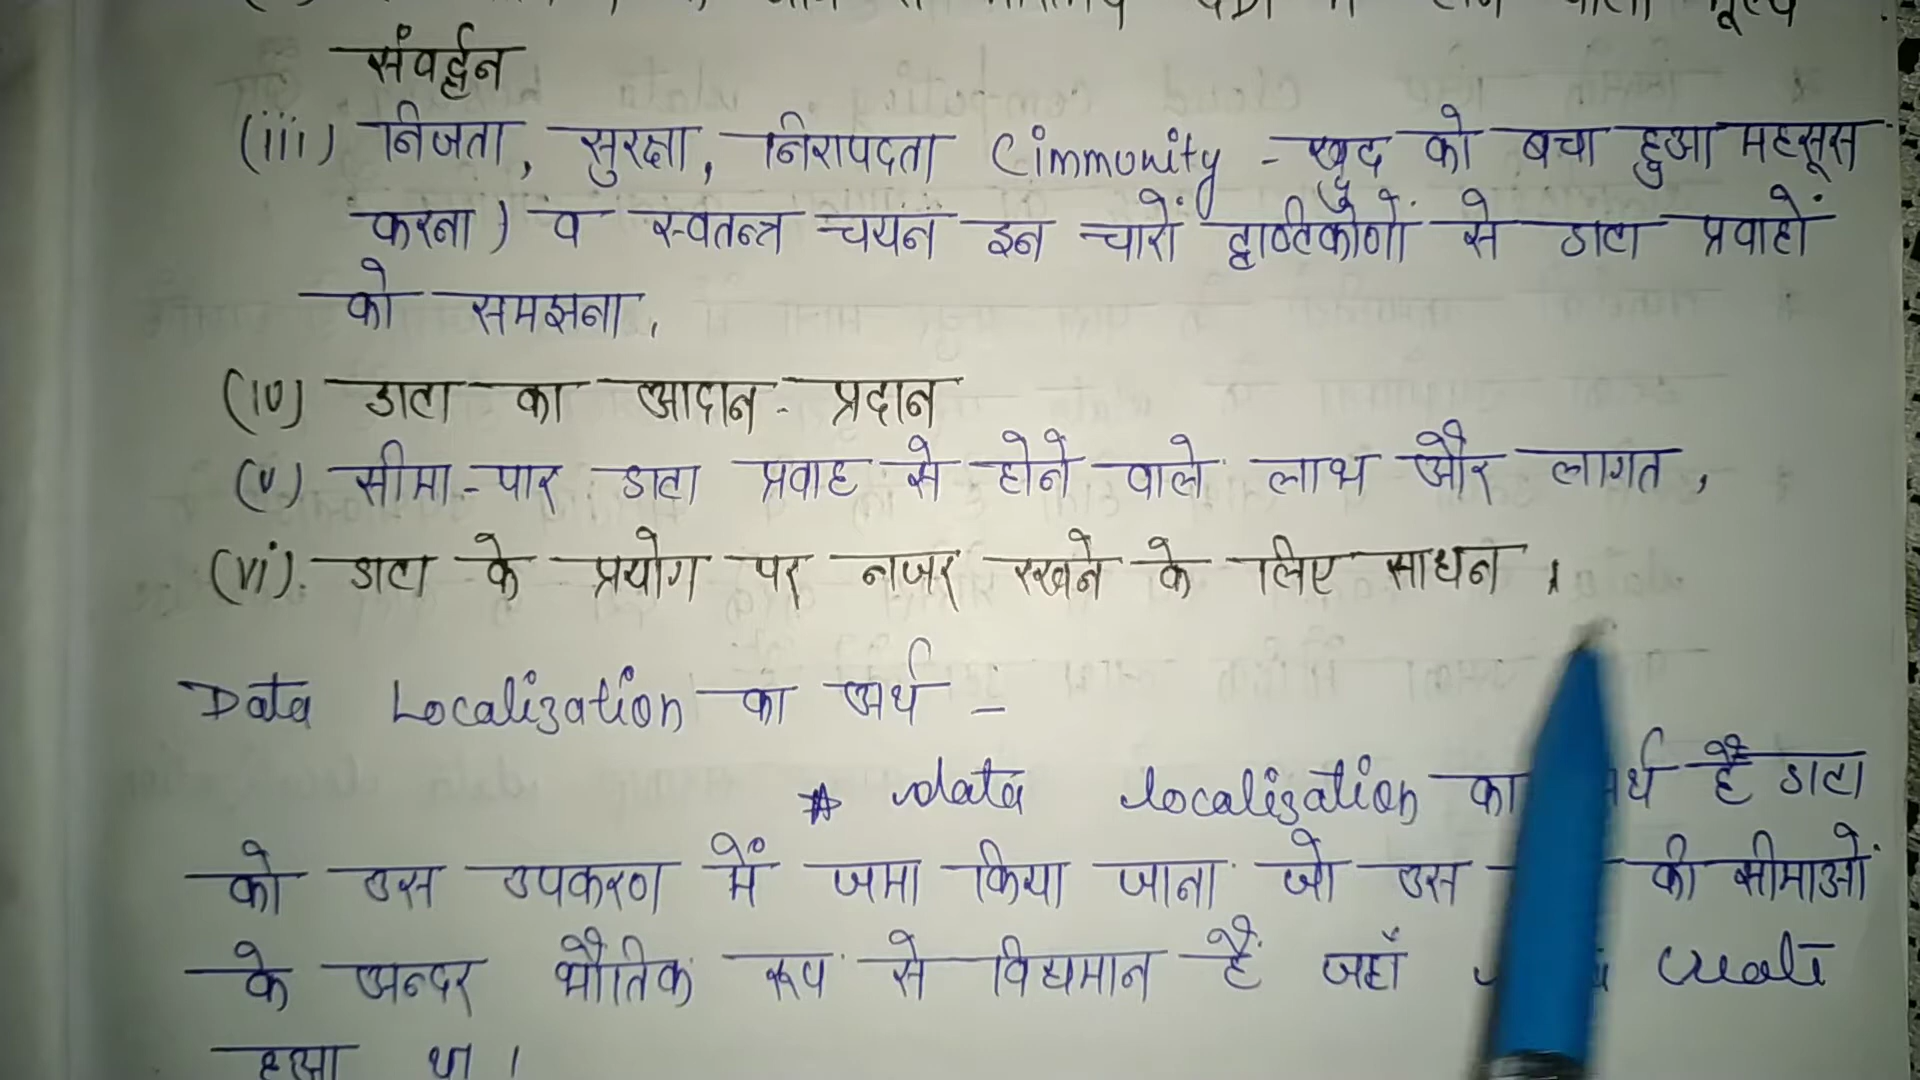 मूल्य
संवर्द्धन
(iii) निजता, सुरक्षा, निरापदता (immunity - खुद को बचा हुआ महसूस
करना) व स्वतन्त्र चयन इन चारों दृष्टिकोणों से डाटा प्रवाहों
को समझना,
(iv) डाटा का आदान-प्रदान
(v) सीमा-पार डाटा प्रवाह से होने वाले लाभ और लागत,
(vi). डाटा के प्रयोग पर नजर रखने के लिए साधन ।
Data Localization का अर्थ -
* data localization का अर्थ है डाटा
को उस उपकरण में जमा किया जाना जो उस की सीमाओं
के अन्दर भौतिक रूप से विद्यमान है जहाँ create
हुआ था ।